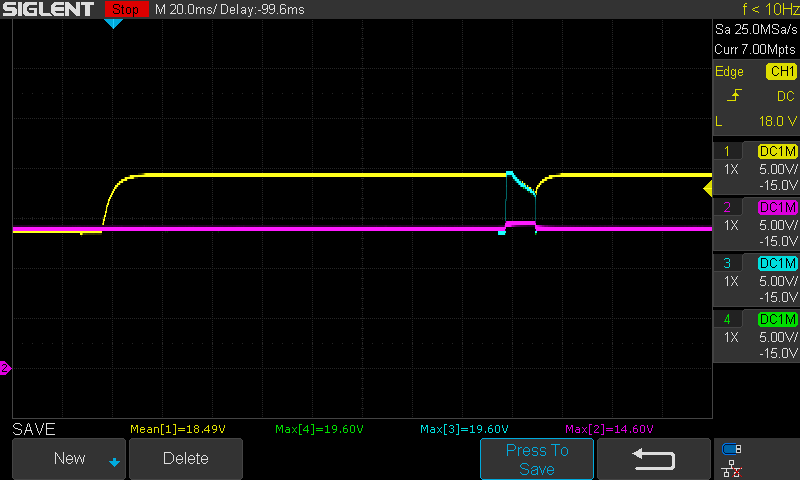 SIGLENT Stop M 20.0ms/ Delay:-99.6ms f < 10Hz
Sa 25.0MSa/s
Curr 7.00Mpts
Edge CH1
DC
L 18.0 V
1 DC1M
1X 5.00V/
-15.0V
2 DC1M
1X 5.00V/
-15.0V
3 DC1M
1X 5.00V/
-15.0V
4 DC1M
1X 5.00V/
-15.0V
2
SAVE Mean[1]=18.49V Max[4]=19.60V Max[3]=19.60V Max[2]=14.60V
New Delete Press To
Save